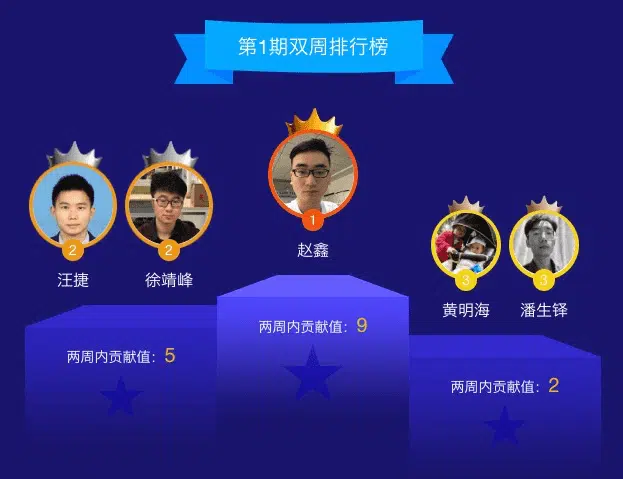 第1期双周排行榜
1
赵鑫
2
汪捷
2
徐靖峰
3
黄明海
3
潘生铎
两周内贡献值：5
两周内贡献值：9
两周内贡献值：2